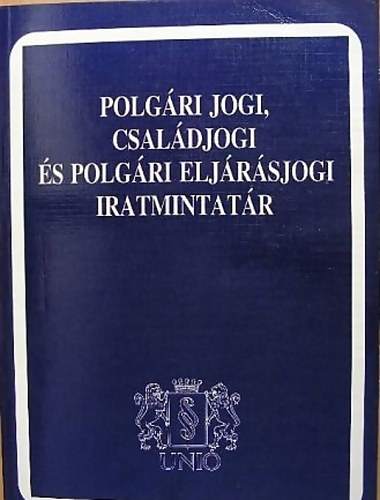 POLGÁRI JOGI,
CSALÁDJOGI
ÉS POLGÁRI ELJÁRÁSJOGI
IRATMINTATÁR
§
UNIÓ